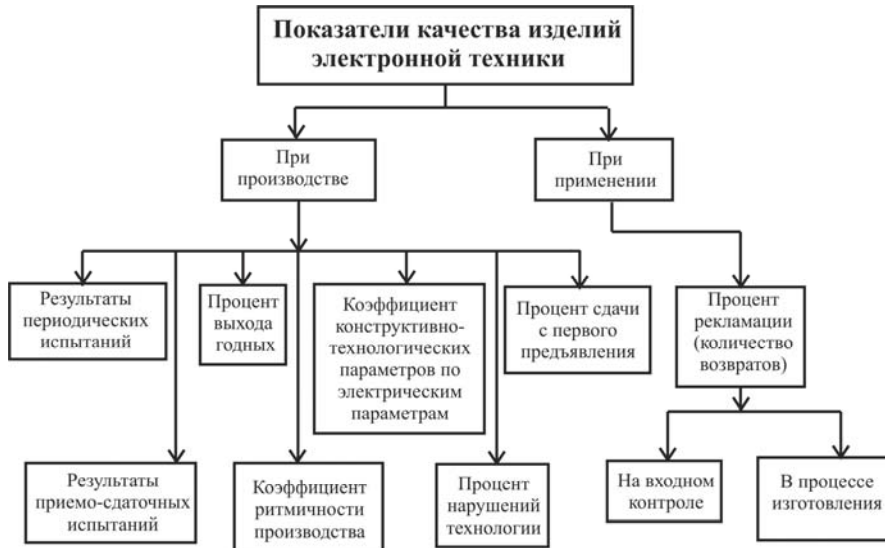 Показатели качества изделий
электронной техники
При
производстве
При
применении
Результаты
периодических
испытаний
Процент
выхода
годных
Коэффициент
конструктивно-
технологических
параметров по
электрическим
параметрам
Процент сдачи
с первого
предъявления
Процент
рекламации
(количество
возвратов)
Результаты
приемо-сдаточных
испытаний
Коэффициент
ритмичности
производства
Процент
нарушений
технологии
На входном
контроле
В процессе
изготовления